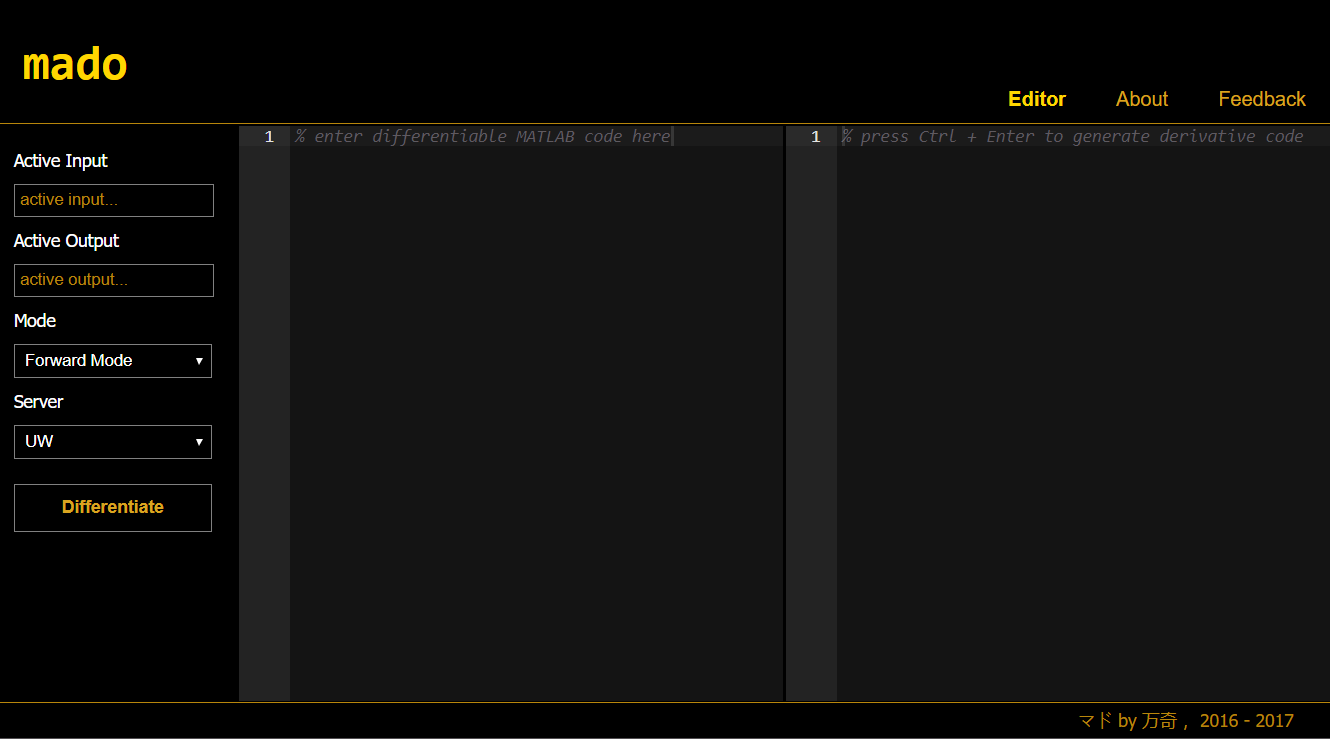 mado
Editor About Feedback
Active Input
active input...
Active Output
active output...
Mode
Forward Mode
Server
UW
Differentiate
1 % enter differentiable MATLAB code here
1 % press Ctrl + Enter to generate derivative code
マド by 万奇 ，2016 - 2017